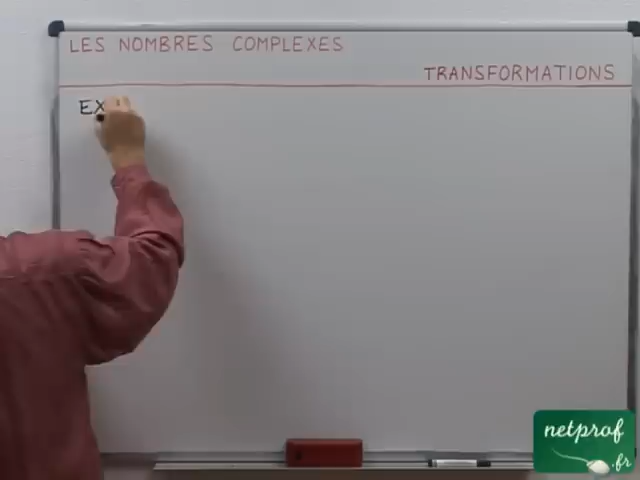 LES NOMBRES COMPLEXES
TRANSFORMATIONS
EX
netprof
.fr